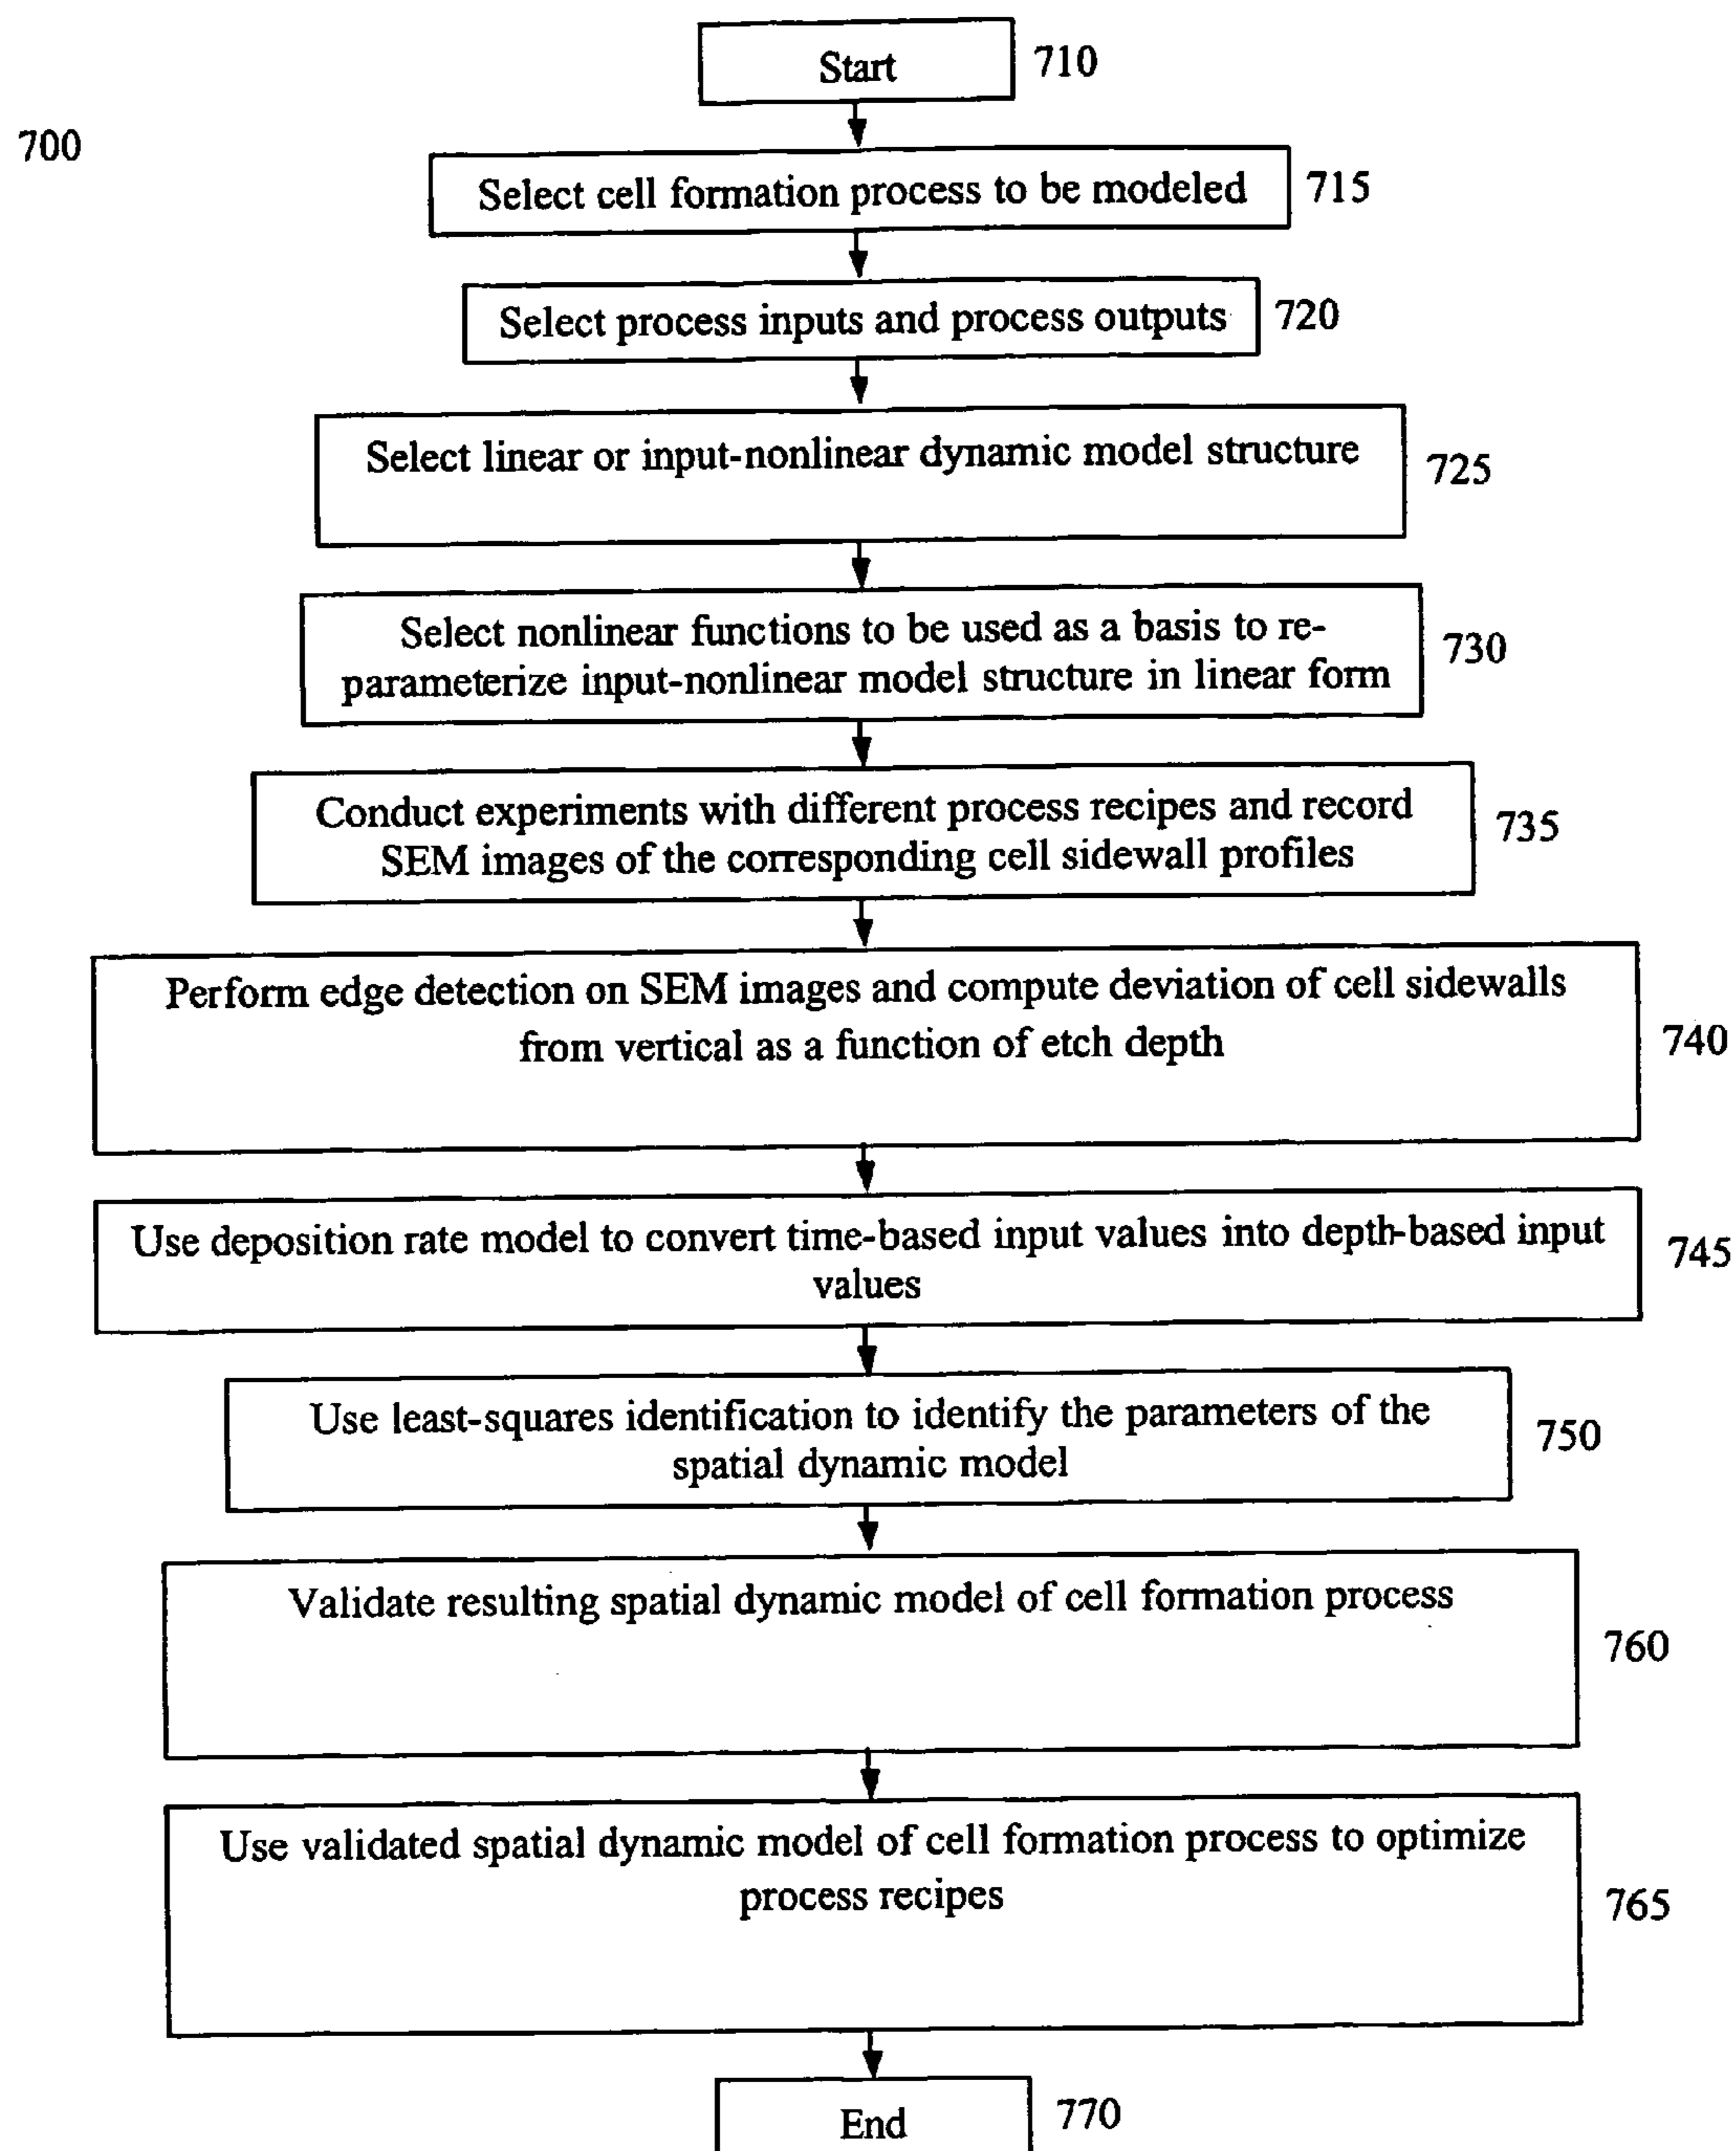 Start
710
700
Select cell formation process to be modeled
715
Select process inputs and process outputs
720
Select linear or input-nonlinear dynamic model structure
725
Select nonlinear functions to be used as a basis to re-
parameterize input-nonlinear model structure in linear form
730
Conduct experiments with different process recipes and record
SEM images of the corresponding cell sidewall profiles
735
Perform edge detection on SEM images and compute deviation of cell sidewalls
from vertical as a function of etch depth
740
Use deposition rate model to convert time-based input values into depth-based input
values
745
Use least-squares identification to identify the parameters of the
spatial dynamic model
750
Validate resulting spatial dynamic model of cell formation process
760
Use validated spatial dynamic model of cell formation process to optimize
process recipes
765
End
770